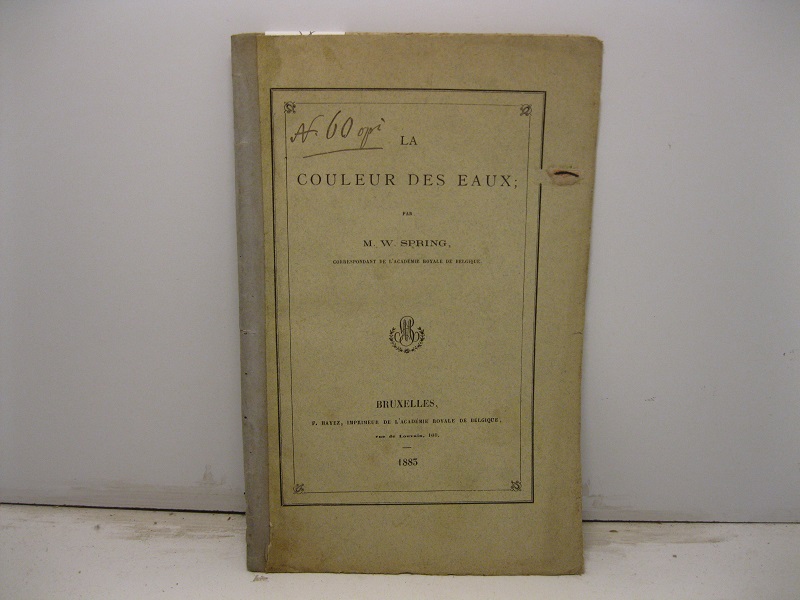 N. 60 opi
LA
COULEUR DES EAUX;
PAR
M. W. SPRING,
CORRESPONDANT DE L'ACADÉMIE ROYALE DE BELGIQUE.
BRUXELLES,
F. HAYEZ, IMPRIMEUR DE L'ACADÉMIE ROYALE DE BELGIQUE,
rue de Louvain, 108.
1883